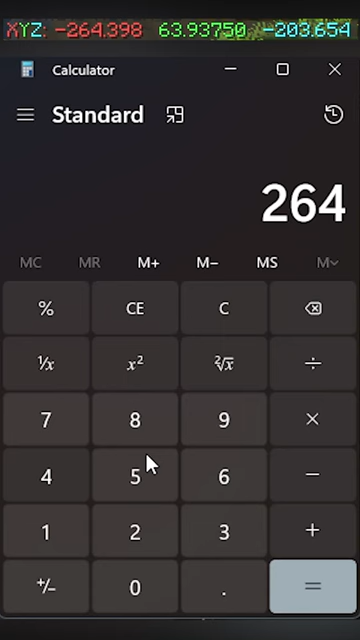 XYZ: -264.398 63.93750 -203.654
Calculator
Standard
264
MC MR M+ M− MS M˅
% CE C
¹/x x² ²√x ÷
7 8 9 ×
4 5 6 −
1 2 3 +
+/− 0 . =